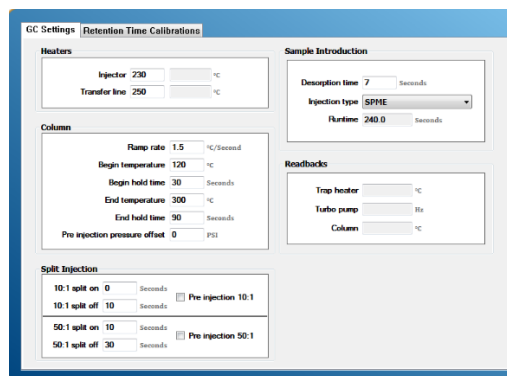 GC Settings Retention Time Calibrations
Heaters
Injector 230 °C
Transfer line 250 °C
Column
Ramp rate 1.5 °C/Second
Begin temperature 120 °C
Begin hold time 30 Seconds
End temperature 300 °C
End hold time 90 Seconds
Pre injection pressure offset 0 PSI
Split Injection
10:1 split on 0 Seconds
10:1 split off 10 Seconds
Pre injection 10:1
50:1 split on 10 Seconds
50:1 split off 30 Seconds
Pre injection 50:1
Sample Introduction
Desorption time 7 Seconds
Injection type SPME
Runtime 240.0 Seconds
Readbacks
Trap heater °C
Turbo pump Hz
Column °C